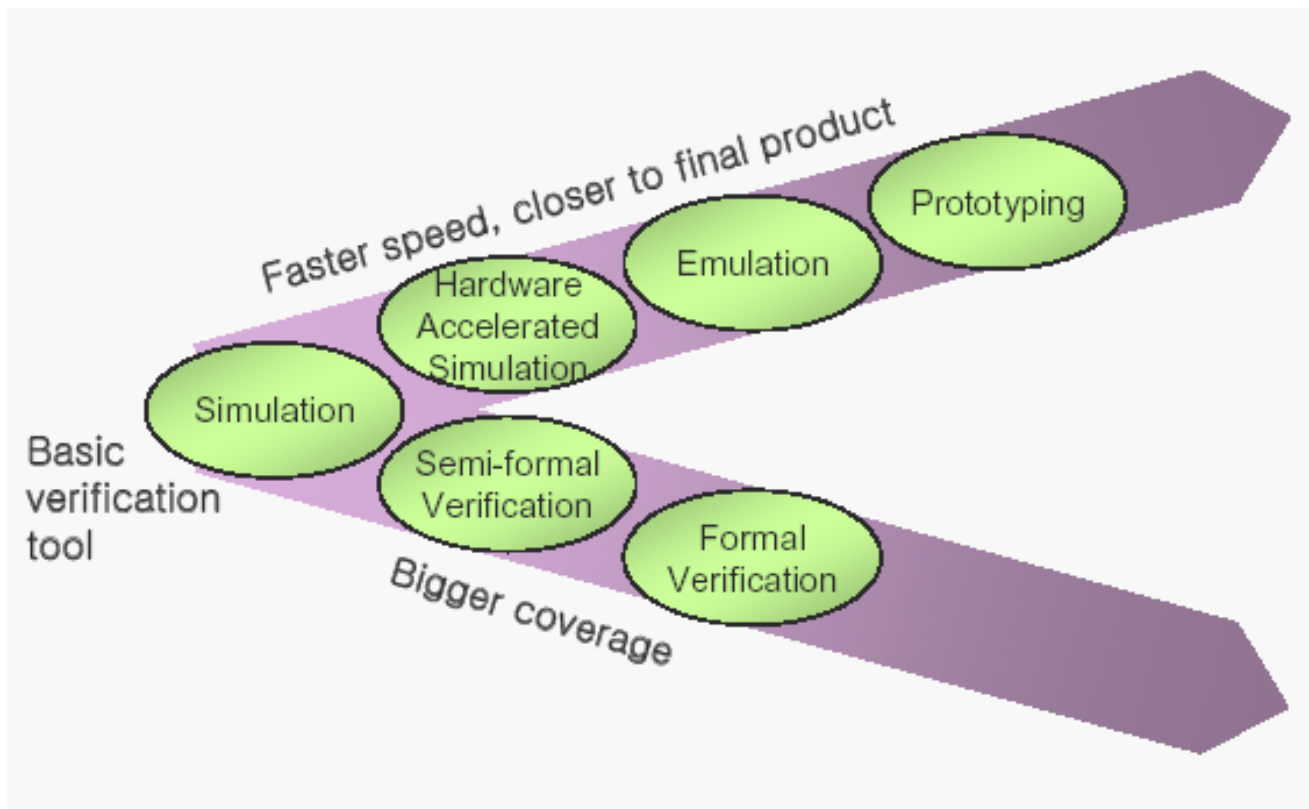 Faster speed, closer to final product
Prototyping
Emulation
Hardware
Accelerated
Simulation
Simulation
Basic
verification
tool
Semi-formal
Verification
Formal
Verification
Bigger coverage